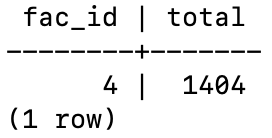 fac_id | total
--------+-------
      4 |  1404
(1 row)